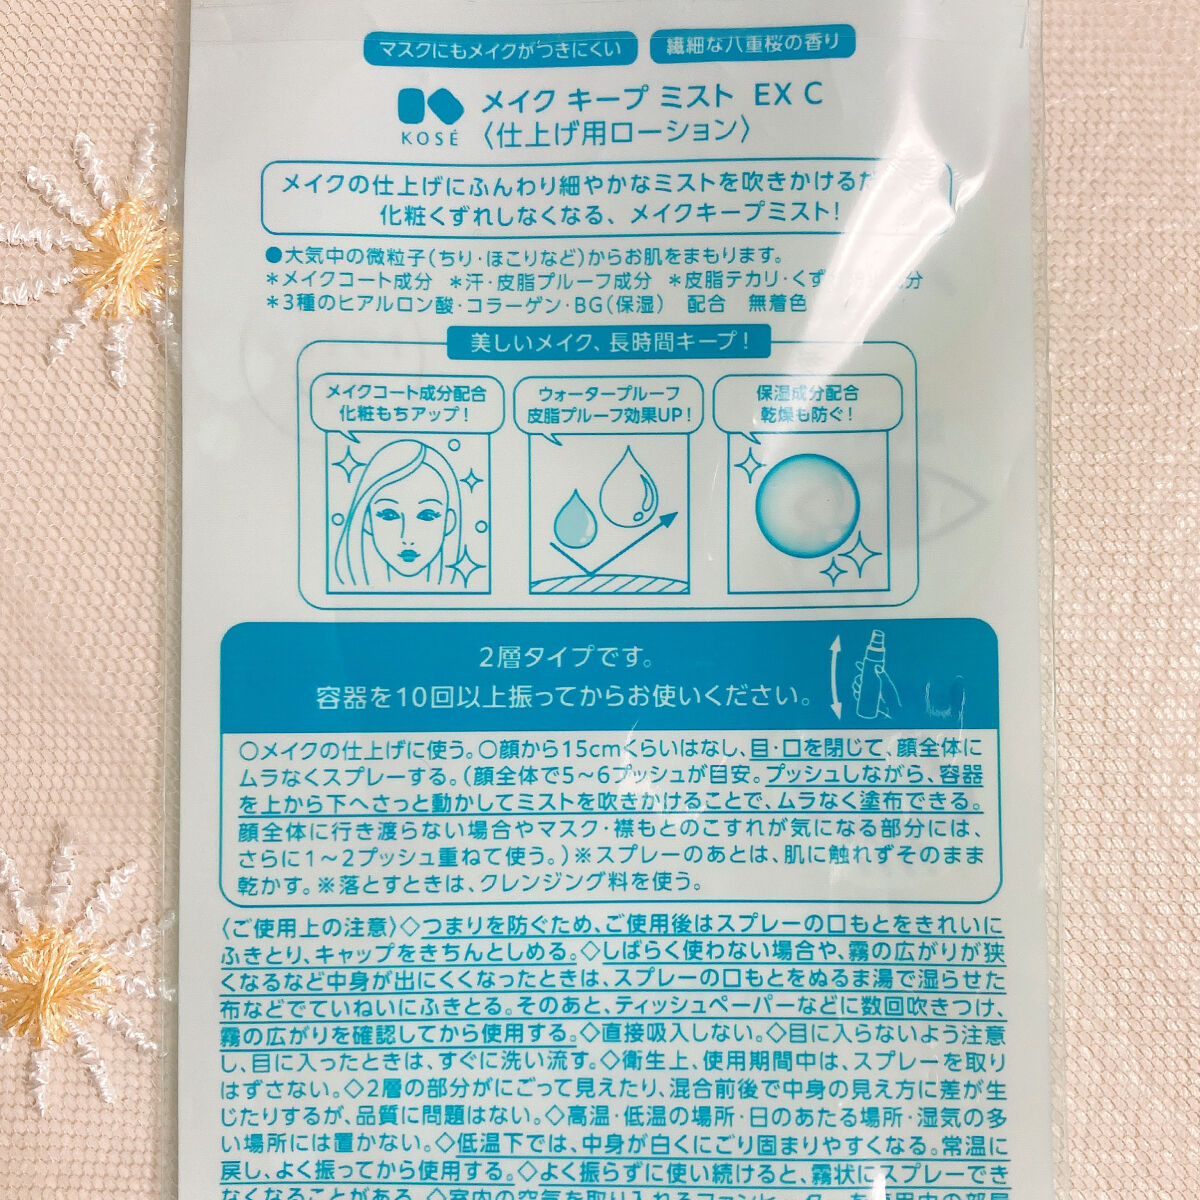 マスクにもメイクがつきにくい
繊細な八重桜の香り
KOSÉ
メイク キープ ミスト EX C
〈仕上げ用ローション〉
メイクの仕上げにふんわり細やかなミストを吹きかけるだ
化粧くずれしなくなる、メイクキープミスト!
●大気中の微粒子(ちり・ほこりなど)からお肌をまもります。
＊メイクコート成分 ＊汗・皮脂プルーフ成分 ＊皮脂テカリ・くず 分
＊3種のヒアルロン酸・コラーゲン・BG(保湿) 配合 無着色
美しいメイク、長時間キープ!
メイクコート成分配合
化粧もちアップ!
ウォータープルーフ
皮脂プルーフ効果UP!
保湿成分配合
乾燥も防ぐ!
2層タイプです。
容器を10回以上振ってからお使いください。
○メイクの仕上げに使う。○顔から15cmくらいはなし、目・口を閉じて、顔全体に
ムラなくスプレーする。(顔全体で5～6プッシュが目安。プッシュしながら、容器
を上から下へさっと動かしてミストを吹きかけることで、ムラなく塗布できる。
顔全体に行き渡らない場合やマスク・襟もとのこすれが気になる部分には、
さらに1～2プッシュ重ねて使う。)※スプレーのあとは、肌に触れずそのまま
乾かす。※落とすときは、クレンジング料を使う。
〈ご使用上の注意〉◇つまりを防ぐため、ご使用後はスプレーの口もとをきれいに
ふきとり、キャップをきちんとしめる。◇しばらく使わない場合や、霧の広がりが狭
くなるなど中身が出にくくなったときは、スプレーの口もとをぬるま湯で湿らせた
布などでていねいにふきとる。そのあと、ティッシュペーパーなどに数回吹きつけ、
霧の広がりを確認してから使用する。◇直接吸入しない。◇目に入らないよう注意
し、目に入ったときは、すぐに洗い流す。◇衛生上、使用期間中は、スプレーを取り
はずさない。◇2層の部分がにごって見えたり、混合前後で中身の見え方に差が生
じたりするが、品質に問題はない。◇高温・低温の場所・日のあたる場所・湿気の多
い場所には置かない。◇低温下では、中身が白くにごり固まりやすくなる。常温に
戻し、よく振ってから使用する。◇よく振らずに使い続けると、霧状にスプレーでき
なくなることがある。◇室内の空気を取り入れるファンヒーターを使用中の部屋